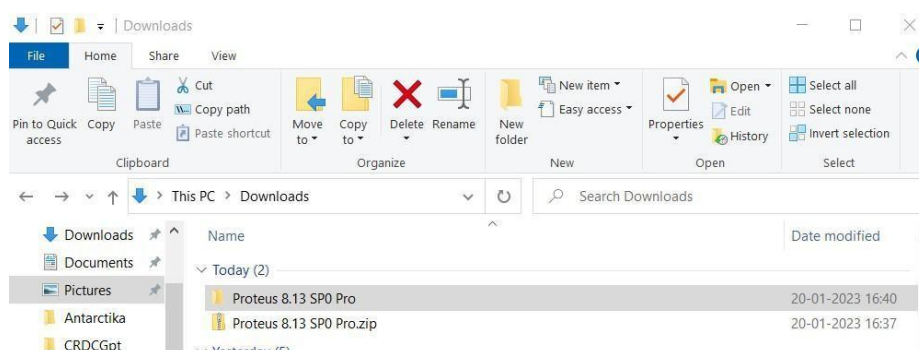 Downloads
File Home Share View
Pin to Quick access
Copy
Paste
Cut
Copy path
Paste shortcut
Move to
Copy to
Delete
Rename
New folder
New item
Easy access
Properties
Open
Edit
History
Select all
Select none
Invert selection
Clipboard Organize New Open Select
This PC > Downloads
Search Downloads
Downloads
Documents
Pictures
Antarctika
CRDCGpt
Name Date modified
Today (2)
Proteus 8.13 SP0 Pro 20-01-2023 16:40
Proteus 8.13 SP0 Pro.zip 20-01-2023 16:37
Yesterday (5)